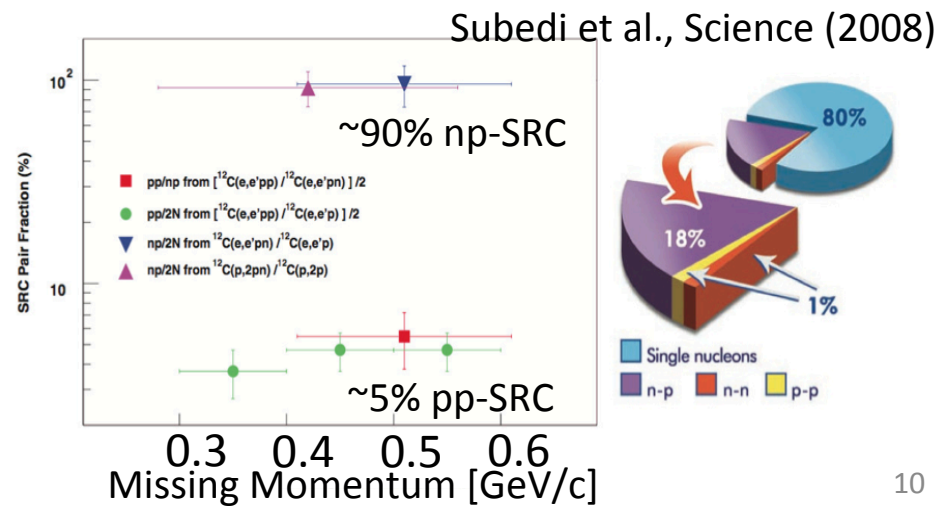 Subedi et al., Science (2008)
10²
10
SRC Pair Fraction (%)
~90% np-SRC
pp/np from [¹²C(e,e'pp) /¹²C(e,e'pn) ] /2
pp/2N from [¹²C(e,e'pp) /¹²C(e,e'p) ] /2
np/2N from ¹²C(e,e'pn) /¹²C(e,e'p)
np/2N from ¹²C(p,2pn) /¹²C(p,2p)
~5% pp-SRC
0.3 0.4 0.5 0.6
Missing Momentum [GeV/c]
80%
18%
1%
Single nucleons
n-p n-n p-p
10